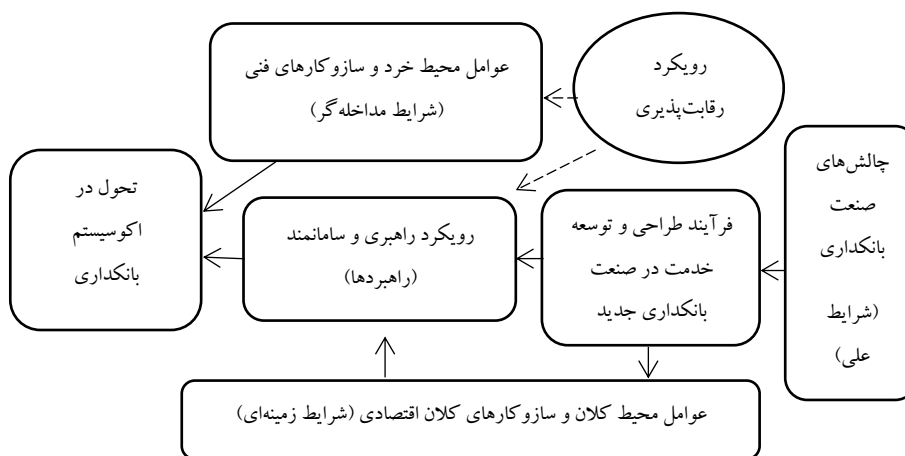 رویکرد
رقابت‌پذیری
عوامل محیط خرد و سازوکارهای فنی
(شرایط مداخله‌گر)
چالش‌های
صنعت
بانکداری
(شرایط
علی)
فرآیند طراحی و توسعه
خدمت در صنعت
بانکداری جدید
رویکرد راهبری و سامانمند
(راهبردها)
تحول در
اکوسیستم
بانکداری
عوامل محیط کلان و سازوکارهای کلان اقتصادی (شرایط زمینه‌ای)